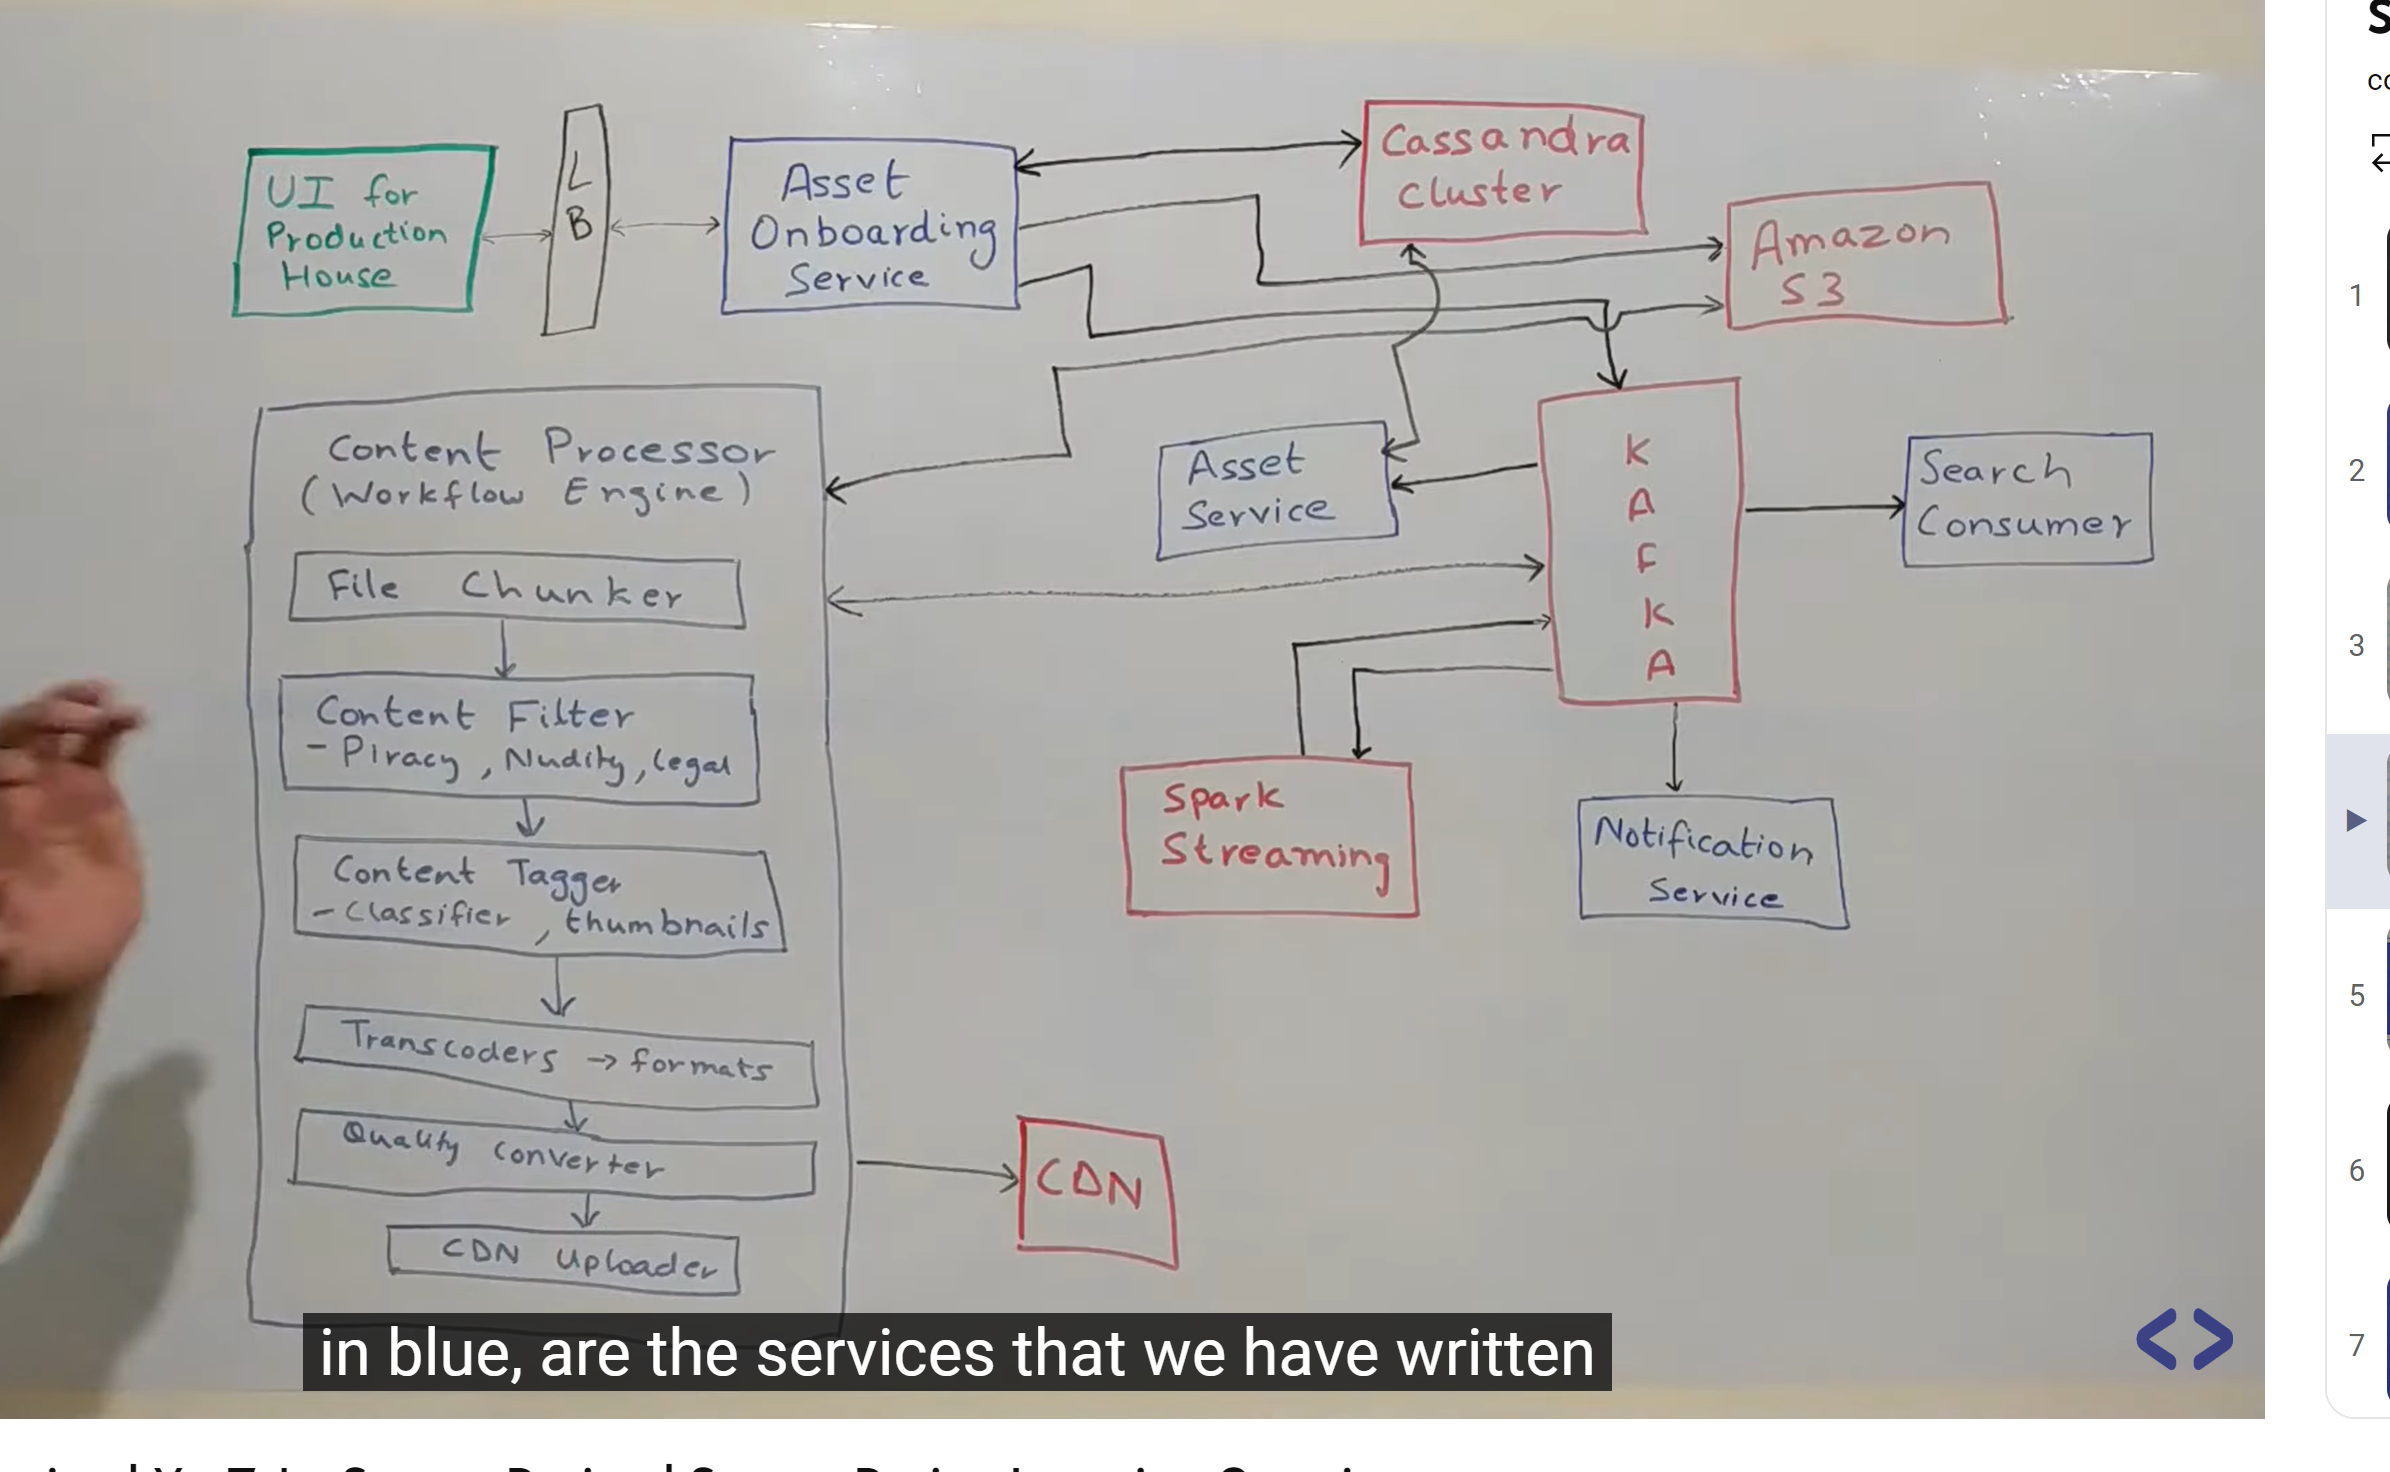 UI for
Production
House
L
B
Asset
Onboarding
Service
Cassandra
Cluster
Amazon
S3
Content Processor
(Workflow Engine)
File Chunker
Content Filter
- Piracy, Nudity, legal
Content Tagger
- Classifier, thumbnails
Transcoders → formats
Quality Converter
CDN Uploader
Asset
Service
K
A
F
K
A
Search
Consumer
Spark
Streaming
Notification
Service
CDN
in blue, are the services that we have written
<>
1
2
3
▶
5
6
7